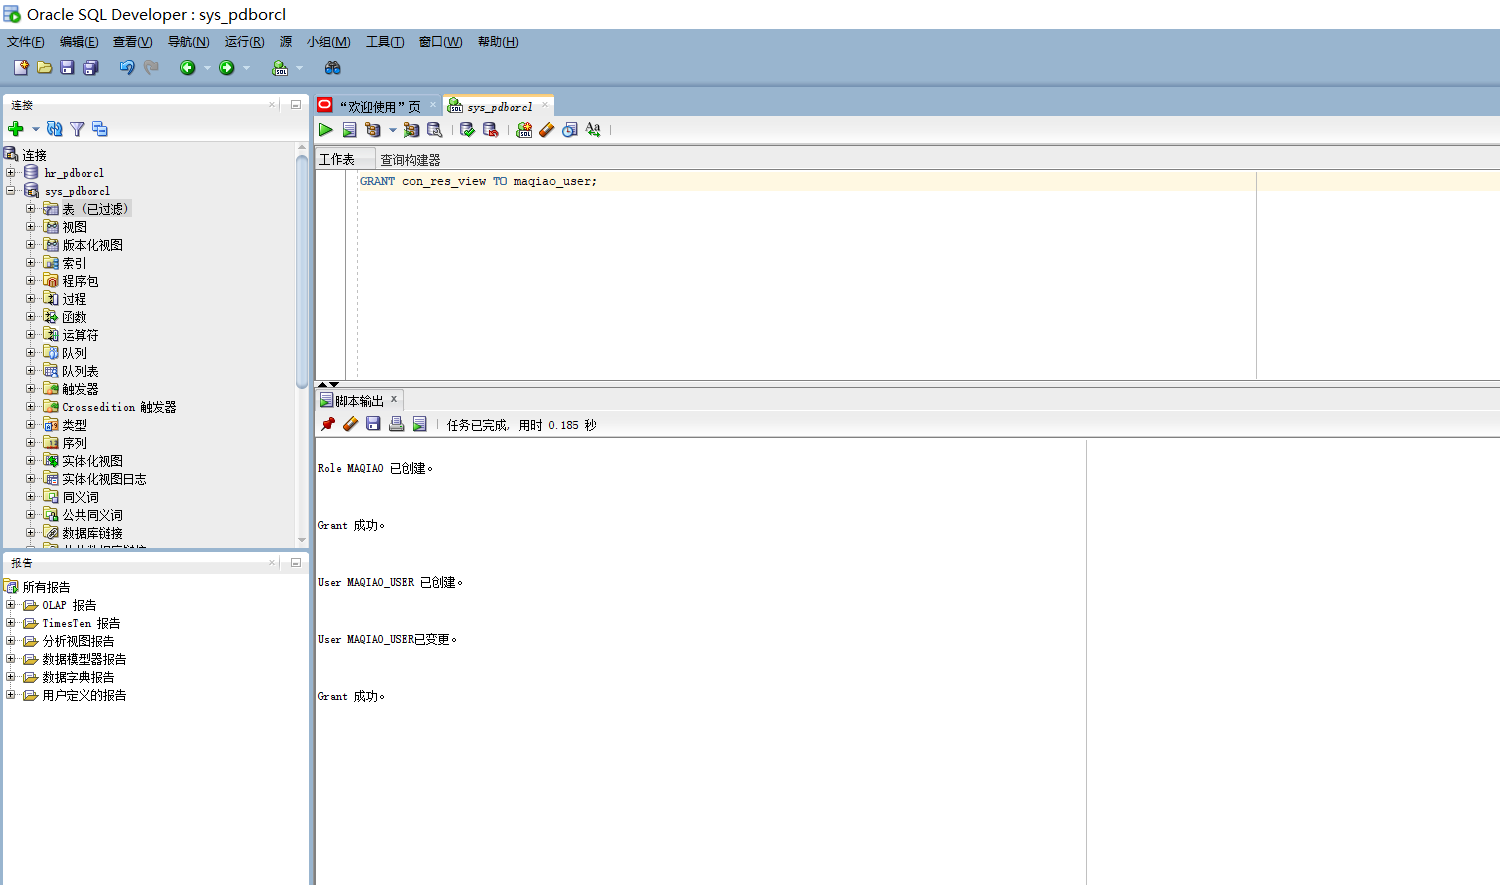 Oracle SQL Developer : sys_pdborcl
文件(F) 编辑(E) 查看(V) 导航(N) 运行(R) 源 小组(M) 工具(T) 窗口(W) 帮助(H)
连接
连接
hr_pdborcl
sys_pdborcl
表 (已过滤)
视图
版本化视图
索引
程序包
过程
函数
运算符
队列
队列表
触发器
Crossedition 触发器
类型
序列
实体化视图
实体化视图日志
同义词
公共同义词
数据库链接
报告
所有报告
OLAP 报告
TimesTen 报告
分析视图报告
数据模型器报告
数据字典报告
用户定义的报告
“欢迎使用”页 sys_pdborcl
工作表 查询构建器
GRANT con_res_view TO maqiao_user;
脚本输出
任务已完成, 用时 0.185 秒
Role MAQIAO 已创建。
Grant 成功。
User MAQIAO_USER 已创建。
User MAQIAO_USER已变更。
Grant 成功。